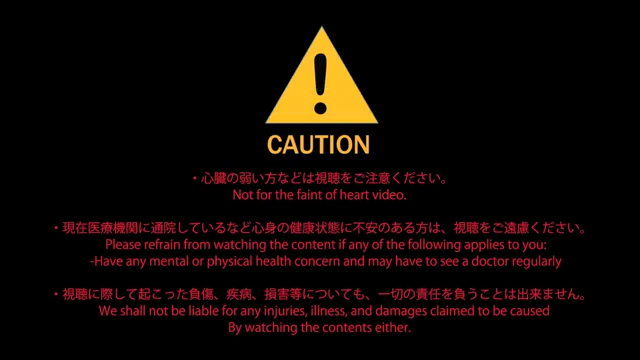 CAUTION
・心臓の弱い方などは視聴をご注意ください。
Not for the faint of heart video.
・現在医療機関に通院しているなど心身の健康状態に不安のある方は、視聴をご遠慮ください。
Please refrain from watching the content if any of the following applies to you:
-Have any mental or physical health concern and may have to see a doctor regularly
・視聴に際して起こった負傷、疾病、損害等についても、一切の責任を負うことは出来ません。
We shall not be liable for any injuries, illness, and damages claimed to be caused
By watching the contents either.